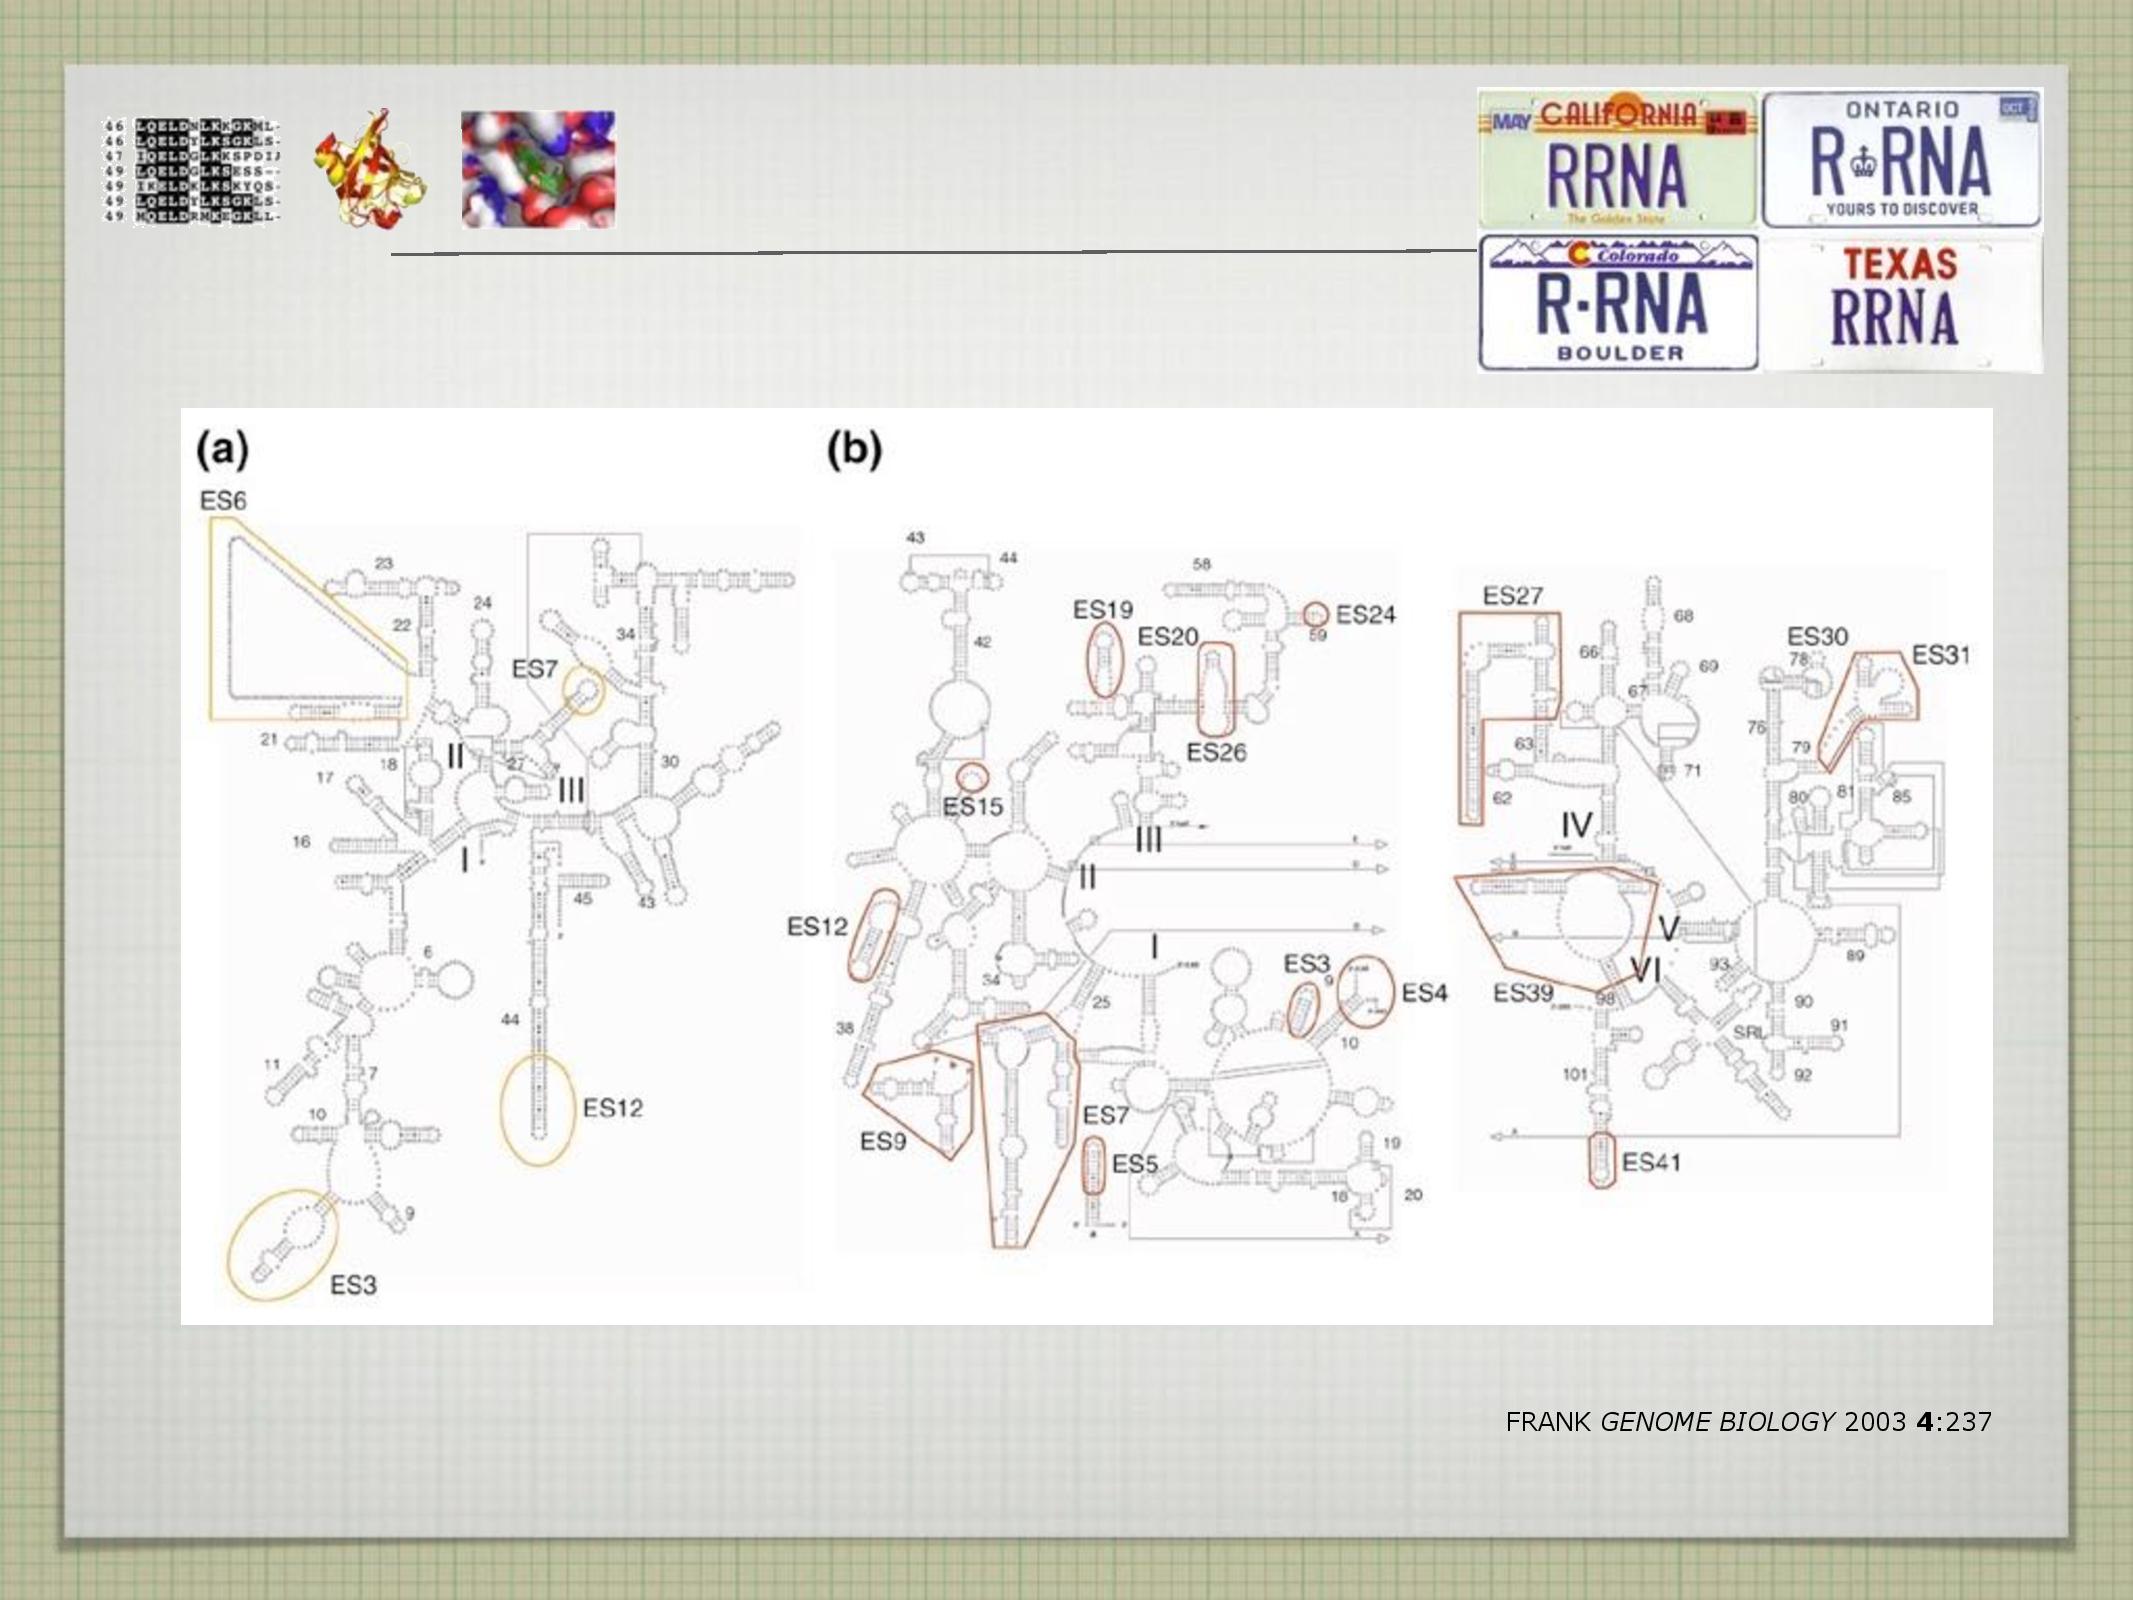 46 LQELDNLKKGKML-
46 LQELDYLKSGKLS-
47 IQELDGLKKSPDI
49 LQELDGLKSESS--
49 IKELDKLKSKYQS-
49 LQELDYLKSGKLS-
49 MQELDRMKEGKLL-
MAY CALIFORNIA
RRNA
The Golden State
ONTARIO OCT
R RNA
YOURS TO DISCOVER
Colorado
R-RNA
BOULDER
TEXAS
RRNA
(a)
ES6
23
24
22
34
ES7
21
II
18
27
30
17
III
16
I
45
43
6
44
11
7
10
ES12
9
ES3
(b)
43
44
58
ES19
ES24
ES20
59
42
ES26
ES15
III
II
ES12
I
34
ES3
9
ES4
25
38
10
ES7
ES9
19
ES5
18
20
ES27
68
ES30
66
78
ES31
69
67
76
63
79
71
62
80
81
85
IV
V
89
VI
93
ES39
98
90
SRL
91
101
92
ES41
FRANK GENOME BIOLOGY 2003 4:237